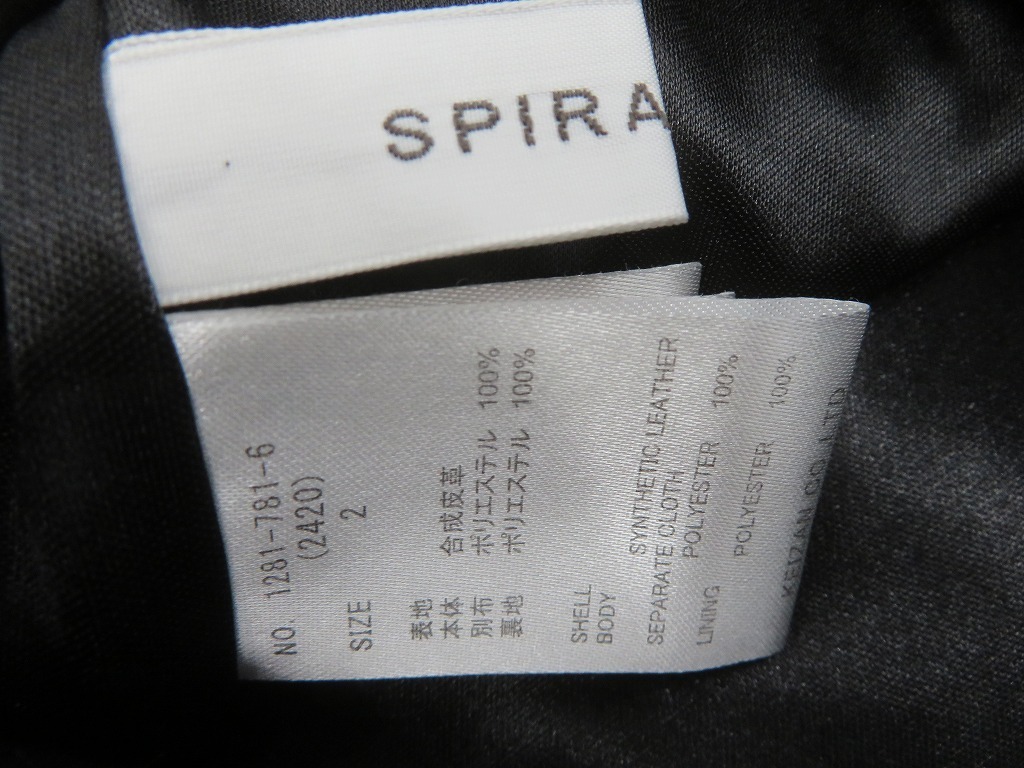 SPIRA
NO. 1281-781-6
(2420)
SIZE 2
表地
本体 合成皮革
別布 ポリエステル 100%
裏地 ポリエステル 100%
SHELL
BODY SYNTHETIC LEATHER
SEPARATE CLOTH
POLYESTER 100%
LINING
POLYESTER 100%
CO., LTD